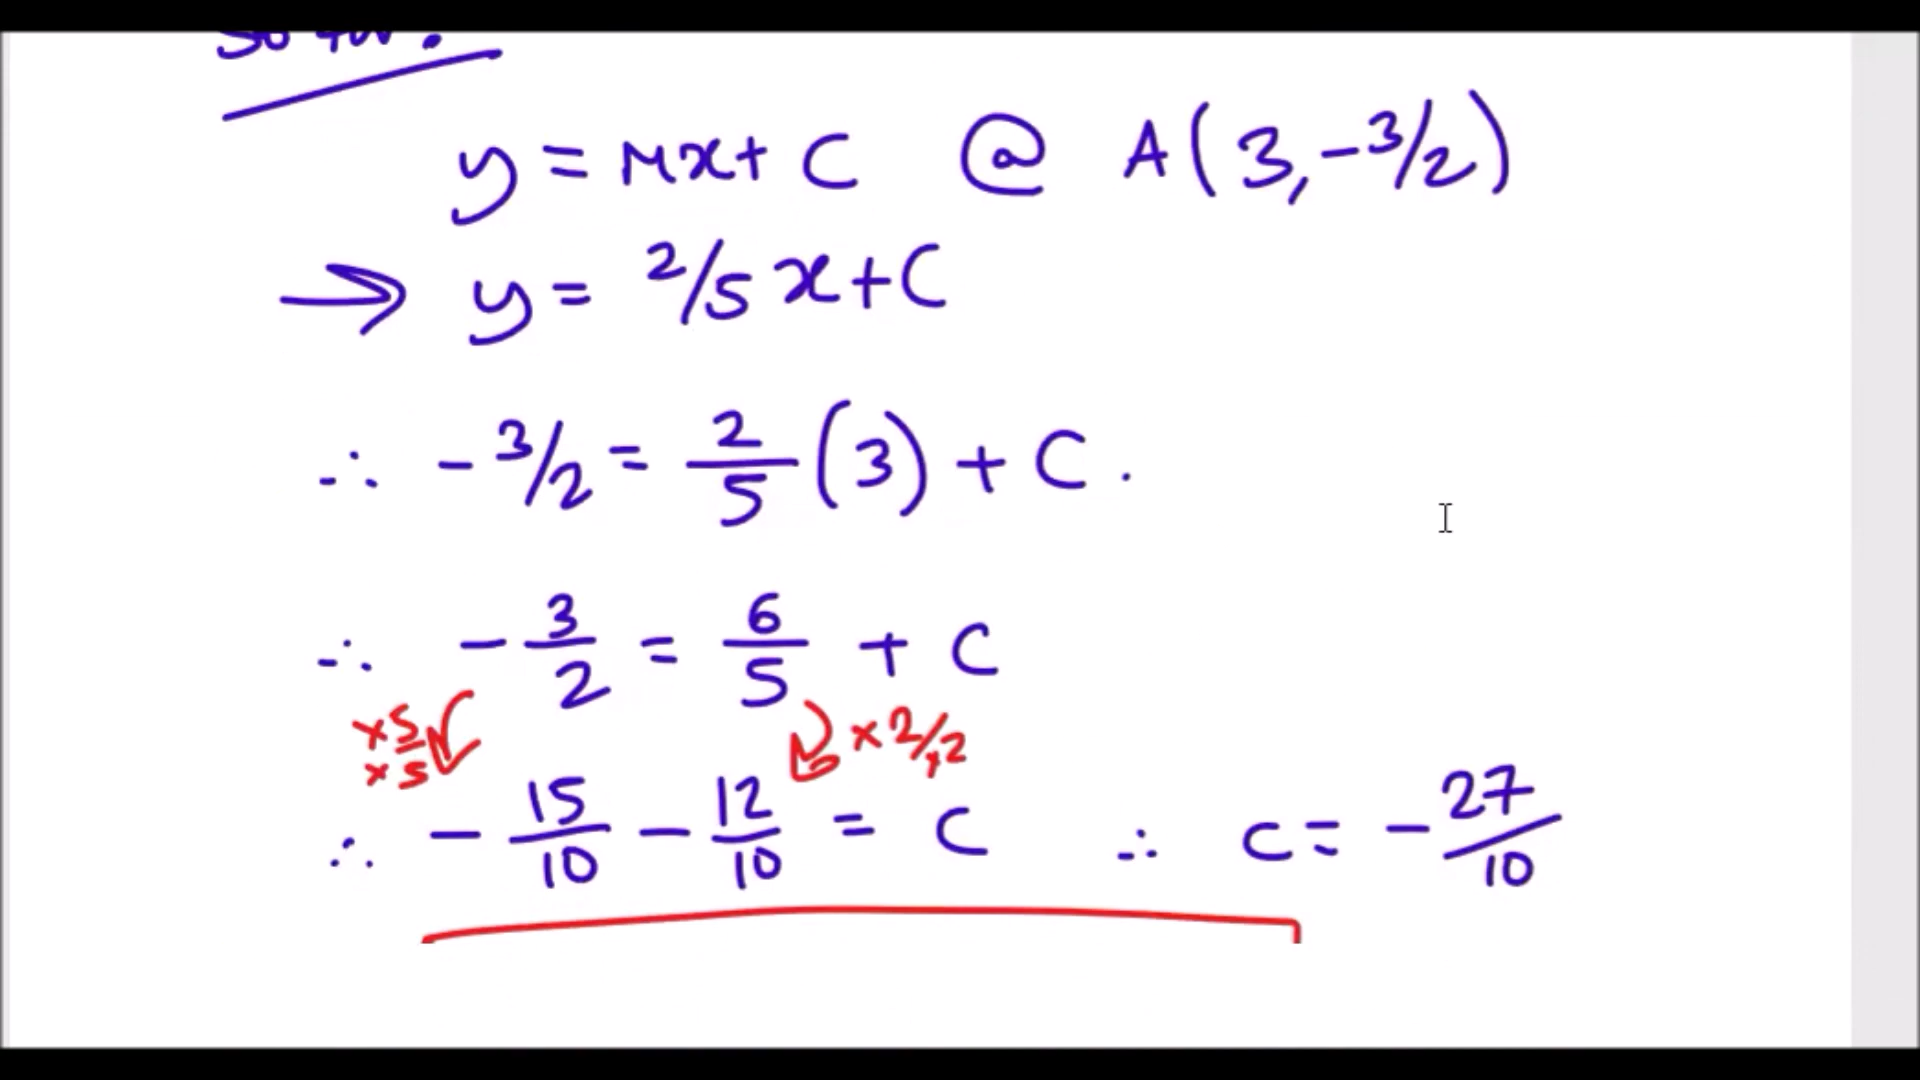 y = Mx + C @ A(3, -3/2)
⇒ y = 2/5 x + C
∴ -3/2 = 2/5 (3) + C.
∴ -3/2 = 6/5 + C
×5/×5 ×2/×2
∴ -15/10 - 12/10 = C ∴ C = -27/10